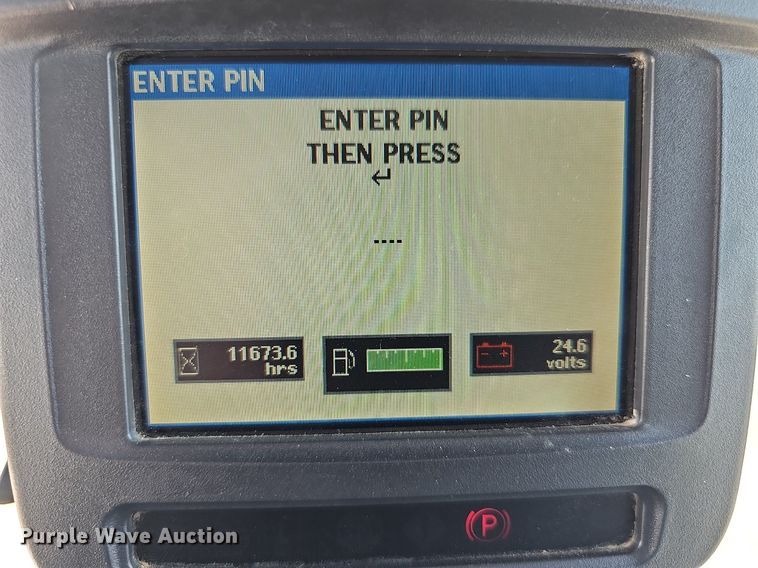 ENTER PIN
ENTER PIN
THEN PRESS
↵
....
11673.6
hrs
24.6
volts
P
Purple Wave Auction